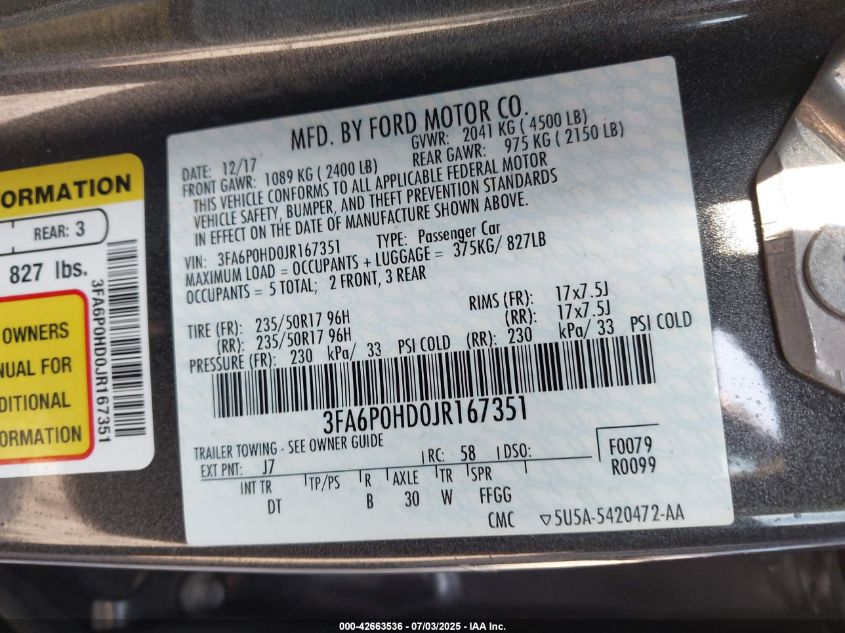 MFD. BY FORD MOTOR CO.
DATE: 12/17 GVWR: 2041 KG ( 4500 LB)
FRONT GAWR: 1089 KG ( 2400 LB) REAR GAWR: 975 KG ( 2150 LB)
THIS VEHICLE CONFORMS TO ALL APPLICABLE FEDERAL MOTOR
VEHICLE SAFETY, BUMPER, AND THEFT PREVENTION STANDARDS
IN EFFECT ON THE DATE OF MANUFACTURE SHOWN ABOVE.
VIN: 3FA6P0HD0JR167351 TYPE: Passenger Car
MAXIMUM LOAD = OCCUPANTS + LUGGAGE = 375KG/ 827LB
OCCUPANTS = 5 TOTAL; 2 FRONT, 3 REAR
TIRE (FR): 235/50R17 96H RIMS (FR): 17x7.5J
(RR): 235/50R17 96H (RR): 17x7.5J
PRESSURE (FR): 230 kPa/ 33 PSI COLD (RR): 230 kPa/ 33 PSI COLD
3FA6P0HD0JR167351
TRAILER TOWING - SEE OWNER GUIDE
EXT PNT: J7 RC: 58 DSO: F0079
R0099
INT TR TP/PS R AXLE TR SPR
DT B 30 W FFGG
CMC ▽5U5A-5420472-AA
ORMATION
REAR: 3
827 lbs.
3FA6P0HD0JR167351
OWNERS
NUAL FOR
DITIONAL
ORMATION
000-42663536 - 07/03/2025 - IAA Inc.